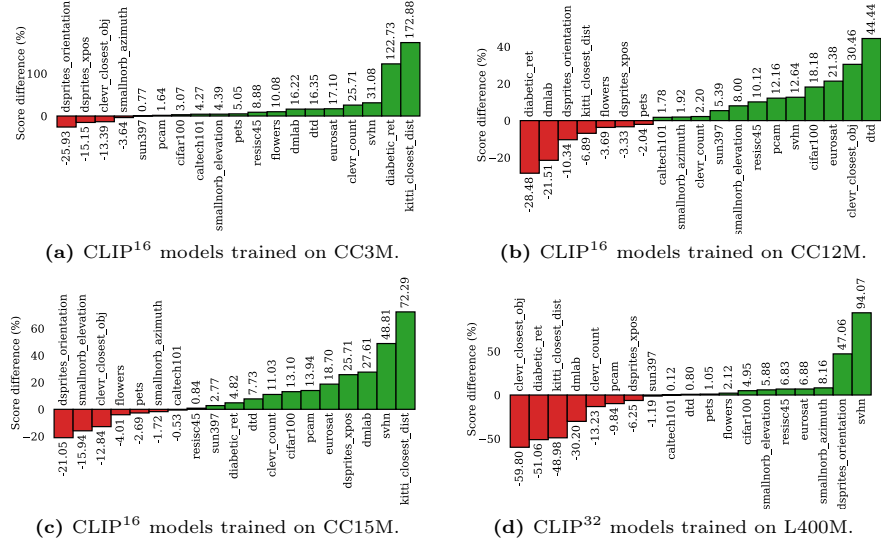 Score difference (%)
100
0
dsprites_orientation
dsprites_xpos
clevr_closest_obj
smallnorb_azimuth
0.77
1.64
3.07
4.27
4.39
5.05
8.88
10.08
16.22
16.35
17.10
25.71
31.08
122.73
172.88
-25.93
-15.15
-13.39
-3.64
sun397
pcam
cifar100
caltech101
smallnorb_elevation
pets
resisc45
flowers
dmlab
dtd
eurosat
clevr_count
svhn
diabetic_ret
kitti_closest_dist
(a) CLIP¹⁶ models trained on CC3M.
Score difference (%)
40
20
0
−20
diabetic_ret
dmlab
dsprites_orientation
kitti_closest_dist
flowers
dsprites_xpos
pets
1.78
1.92
2.20
5.39
8.00
10.12
12.16
12.64
18.18
21.38
30.46
44.44
-28.48
-21.51
-10.34
-6.89
-3.69
-3.33
-2.04
caltech101
smallnorb_azimuth
clevr_count
sun397
smallnorb_elevation
resisc45
pcam
svhn
cifar100
eurosat
clevr_closest_obj
dtd
(b) CLIP¹⁶ models trained on CC12M.
Score difference (%)
60
40
20
0
−20
dsprites_orientation
smallnorb_elevation
clevr_closest_obj
flowers
pets
smallnorb_azimuth
caltech101
0.84
2.77
4.82
7.73
11.03
13.10
13.94
18.70
25.71
27.61
48.81
72.29
-21.05
-15.94
-12.84
-4.01
-2.69
-1.72
-0.53
resisc45
sun397
diabetic_ret
dtd
clevr_count
cifar100
pcam
eurosat
dsprites_xpos
dmlab
svhn
kitti_closest_dist
(c) CLIP¹⁶ models trained on CC15M.
Score difference (%)
50
0
−50
clevr_closest_obj
diabetic_ret
kitti_closest_dist
dmlab
clevr_count
pcam
dsprites_xpos
sun397
0.12
0.80
1.05
2.12
4.95
5.88
6.83
6.88
8.16
47.06
94.07
-59.80
-51.06
-48.98
-30.20
-13.23
-9.84
-6.25
-1.19
caltech101
dtd
pets
flowers
cifar100
smallnorb_elevation
resisc45
eurosat
smallnorb_azimuth
dsprites_orientation
svhn
(d) CLIP³² models trained on L400M.